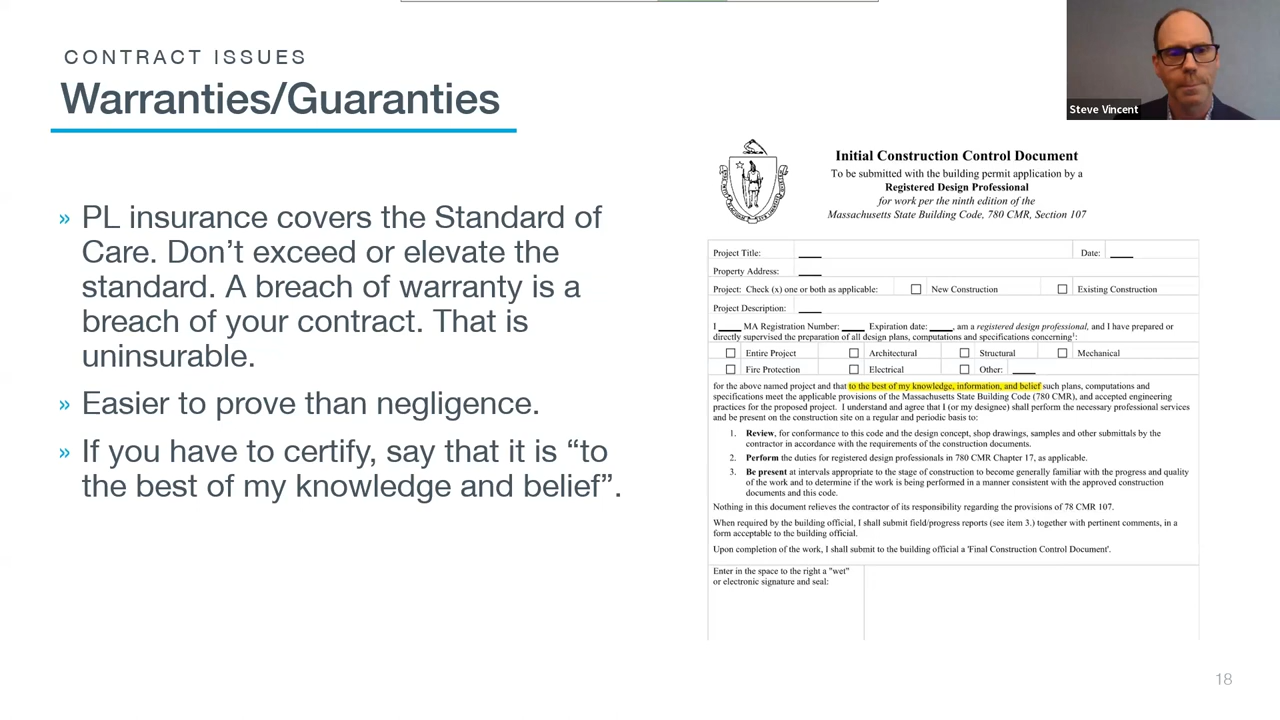 CONTRACT ISSUES
Warranties/Guaranties
Steve Vincent
» PL insurance covers the Standard of
Care. Don’t exceed or elevate the
standard. A breach of warranty is a
breach of your contract. That is
uninsurable.
» Easier to prove than negligence.
» If you have to certify, say that it is “to
the best of my knowledge and belief”.
Initial Construction Control Document
To be submitted with the building permit application by a
Registered Design Professional
for work per the ninth edition of the
Massachusetts State Building Code, 780 CMR, Section 107
Project Title: Date:
Property Address:
Project: Check (x) one or both as applicable: New Construction Existing Construction
Project Description:
I ____ MA Registration Number: ____ Expiration date: ____, am a registered design professional, and I have prepared or
directly supervised the preparation of all design plans, computations and specifications concerning¹:
Entire Project Architectural Structural Mechanical
Fire Protection Electrical Other: ____
for the above named project and that to the best of my knowledge, information, and belief such plans, computations and
specifications meet the applicable provisions of the Massachusetts State Building Code (780 CMR), and accepted engineering
practices for the proposed project. I understand and agree that I (or my designee) shall perform the necessary professional services
and be present on the construction site on a regular and periodic basis to:
1. Review, for conformance to this code and the design concept, shop drawings, samples and other submittals by the
contractor in accordance with the requirements of the construction documents.
2. Perform the duties for registered design professionals in 780 CMR Chapter 17, as applicable.
3. Be present at intervals appropriate to the stage of construction to become generally familiar with the progress and quality
of the work and to determine if the work is being performed in a manner consistent with the approved construction
documents and this code.
Nothing in this document relieves the contractor of its responsibility regarding the provisions of 78 CMR 107.
When required by the building official, I shall submit field/progress reports (see item 3.) together with pertinent comments, in a
form acceptable to the building official.
Upon completion of the work, I shall submit to the building official a 'Final Construction Control Document'.
Enter in the space to the right a "wet"
or electronic signature and seal:
18